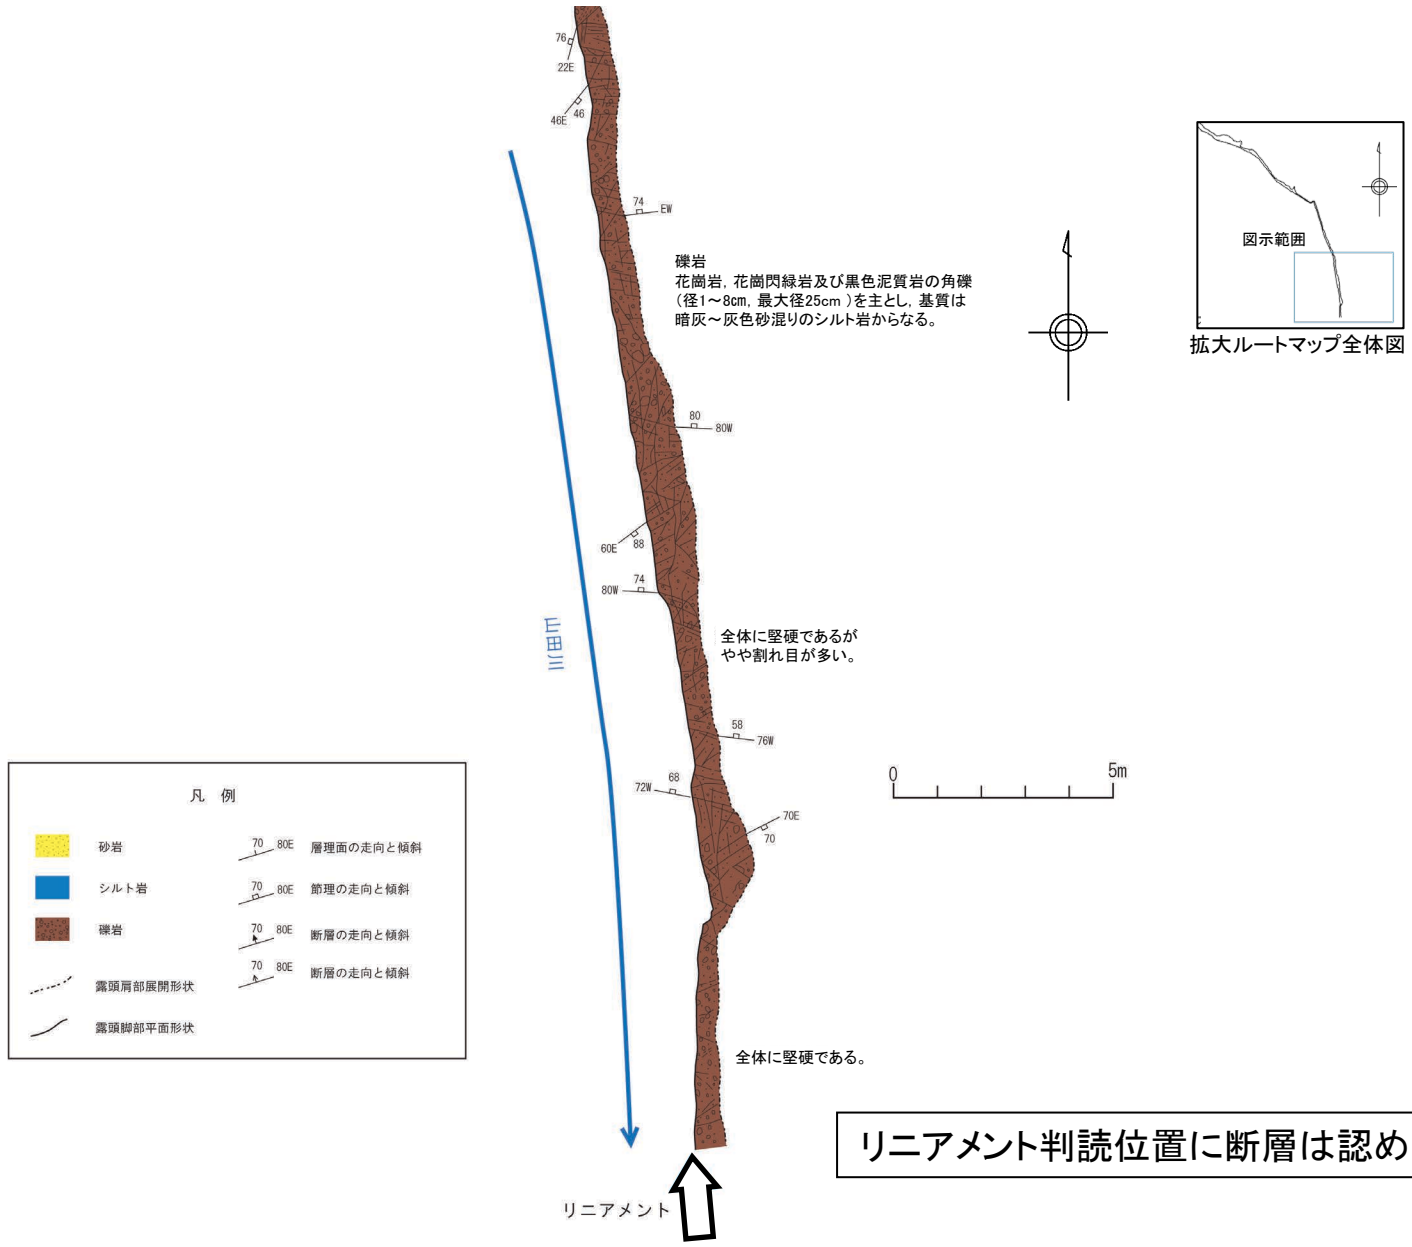 76
22E
46
46E
74
EW
礫岩
花崗岩, 花崗閃緑岩及び黒色泥質岩の角礫
(径1~8㎝, 最大径25cm )を主とし, 基質は
暗灰~灰色砂混りのシルト岩からなる。
図示範囲
拡大ルートマップ全体図
80
80W
88
60E
74
80W
山田川
全体に堅硬であるが
やや割れ目が多い。
58
76W
68
72W
70E
70
0
5m
凡 例
砂岩
70 80E 層理面の走向と傾斜
シルト岩
70 80E 節理の走向と傾斜
礫岩
70 80E 断層の走向と傾斜
70 80E 断層の走向と傾斜
露頭肩部展開形状
露頭脚部平面形状
全体に堅硬である。
リニアメント判読位置に断層は認め
リニアメント